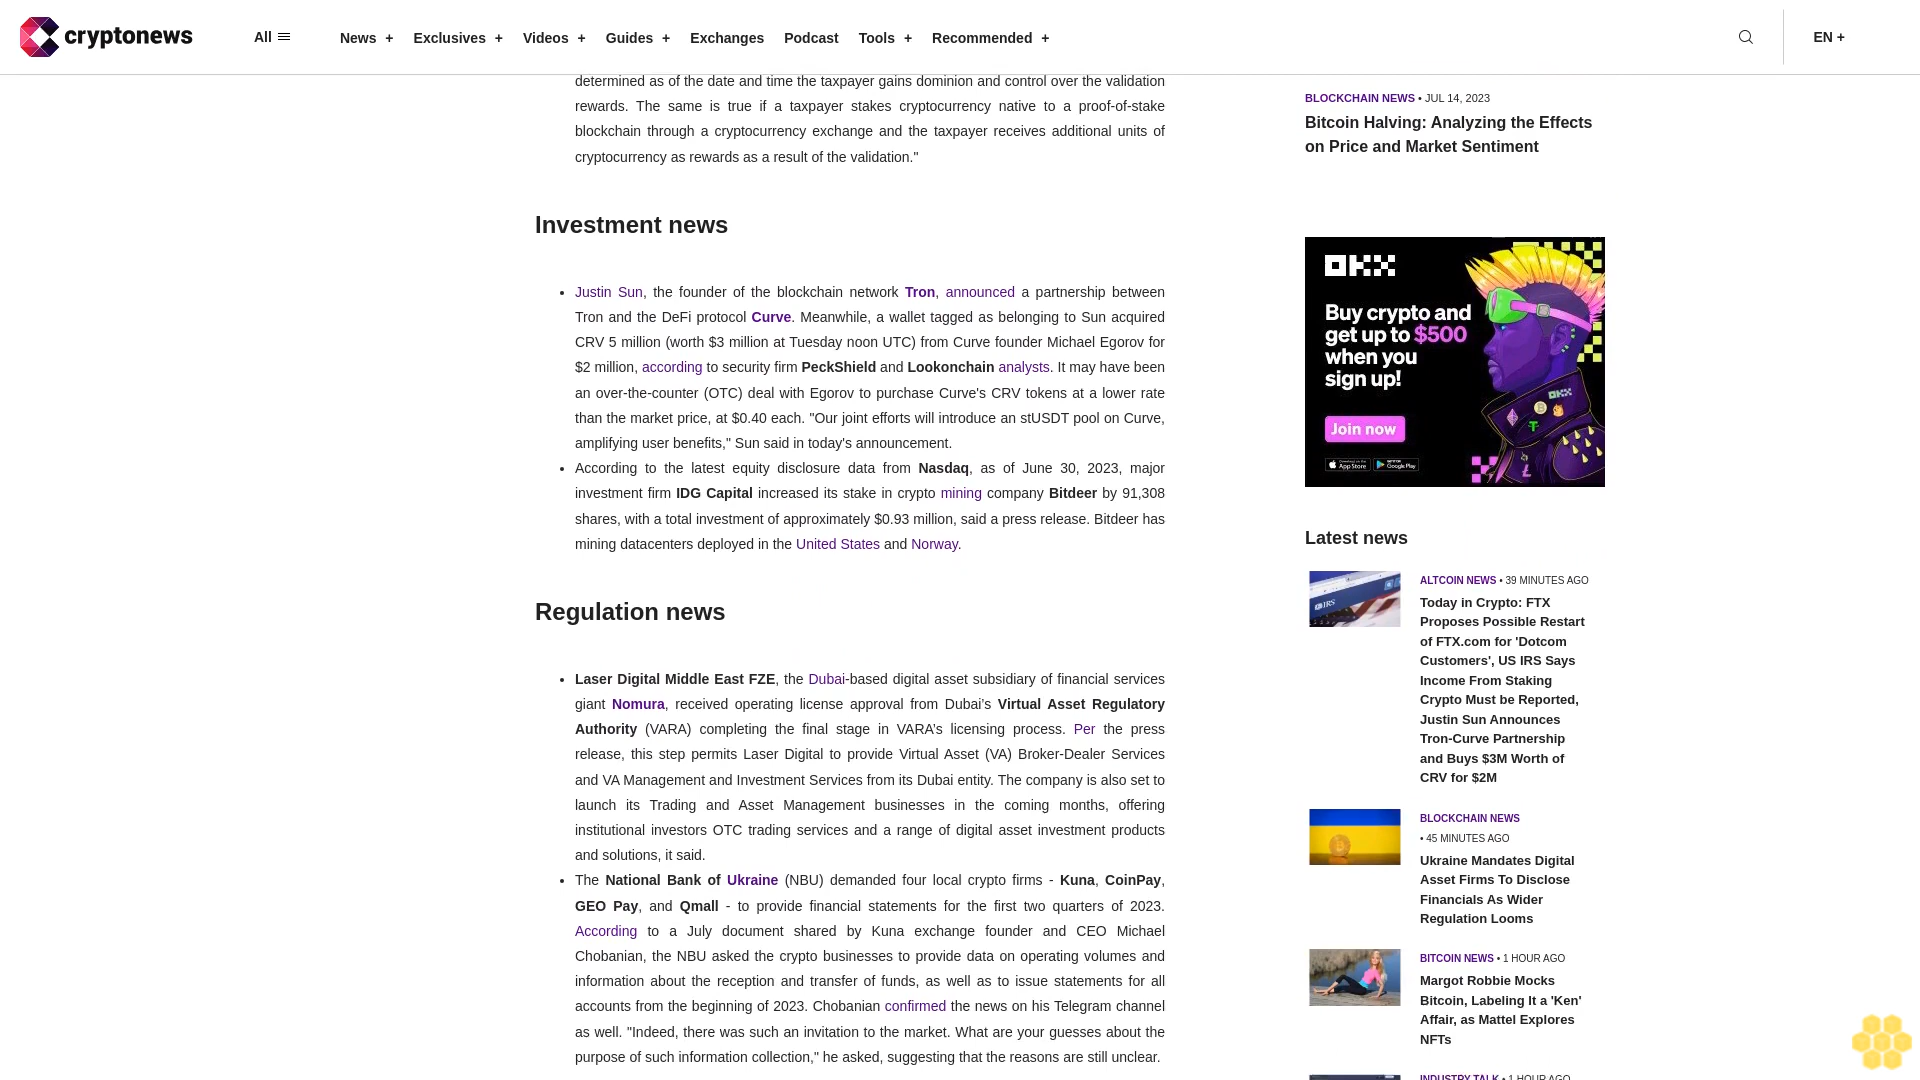 cryptonews
All
News +
Exclusives +
Videos +
Guides +
Exchanges
Podcast
Tools +
Recommended +
EN +
determined as of the date and time the taxpayer gains dominion and control over the validation
rewards. The same is true if a taxpayer stakes cryptocurrency native to a proof-of-stake
blockchain through a cryptocurrency exchange and the taxpayer receives additional units of
cryptocurrency as rewards as a result of the validation."
Investment news
• Justin Sun, the founder of the blockchain network Tron, announced a partnership between
Tron and the DeFi protocol Curve. Meanwhile, a wallet tagged as belonging to Sun acquired
CRV 5 million (worth $3 million at Tuesday noon UTC) from Curve founder Michael Egorov for
$2 million, according to security firm PeckShield and Lookonchain analysts. It may have been
an over-the-counter (OTC) deal with Egorov to purchase Curve's CRV tokens at a lower rate
than the market price, at $0.40 each. "Our joint efforts will introduce an stUSDT pool on Curve,
amplifying user benefits," Sun said in today's announcement.
• According to the latest equity disclosure data from Nasdaq, as of June 30, 2023, major
investment firm IDG Capital increased its stake in crypto mining company Bitdeer by 91,308
shares, with a total investment of approximately $0.93 million, said a press release. Bitdeer has
mining datacenters deployed in the United States and Norway.
Regulation news
• Laser Digital Middle East FZE, the Dubai-based digital asset subsidiary of financial services
giant Nomura, received operating license approval from Dubai’s Virtual Asset Regulatory
Authority (VARA) completing the final stage in VARA’s licensing process. Per the press
release, this step permits Laser Digital to provide Virtual Asset (VA) Broker-Dealer Services
and VA Management and Investment Services from its Dubai entity. The company is also set to
launch its Trading and Asset Management businesses in the coming months, offering
institutional investors OTC trading services and a range of digital asset investment products
and solutions, it said.
• The National Bank of Ukraine (NBU) demanded four local crypto firms - Kuna, CoinPay,
GEO Pay, and Qmall - to provide financial statements for the first two quarters of 2023.
According to a July document shared by Kuna exchange founder and CEO Michael
Chobanian, the NBU asked the crypto businesses to provide data on operating volumes and
information about the reception and transfer of funds, as well as to issue statements for all
accounts from the beginning of 2023. Chobanian confirmed the news on his Telegram channel
as well. "Indeed, there was such an invitation to the market. What are your guesses about the
purpose of such information collection," he asked, suggesting that the reasons are still unclear.
BLOCKCHAIN NEWS • JUL 14, 2023
Bitcoin Halving: Analyzing the Effects
on Price and Market Sentiment
OKX
Buy crypto and
get up to $500
when you
sign up!
Join now
App Store
Google Play
OKX
Latest news
IRS
ALTCOIN NEWS • 39 MINUTES AGO
Today in Crypto: FTX
Proposes Possible Restart
of FTX.com for 'Dotcom
Customers', US IRS Says
Income From Staking
Crypto Must be Reported,
Justin Sun Announces
Tron-Curve Partnership
and Buys $3M Worth of
CRV for $2M
BLOCKCHAIN NEWS
• 45 MINUTES AGO
Ukraine Mandates Digital
Asset Firms To Disclose
Financials As Wider
Regulation Looms
BITCOIN NEWS • 1 HOUR AGO
Margot Robbie Mocks
Bitcoin, Labeling It a 'Ken'
Affair, as Mattel Explores
NFTs
INDUSTRY TALK • 1 HOUR AGO